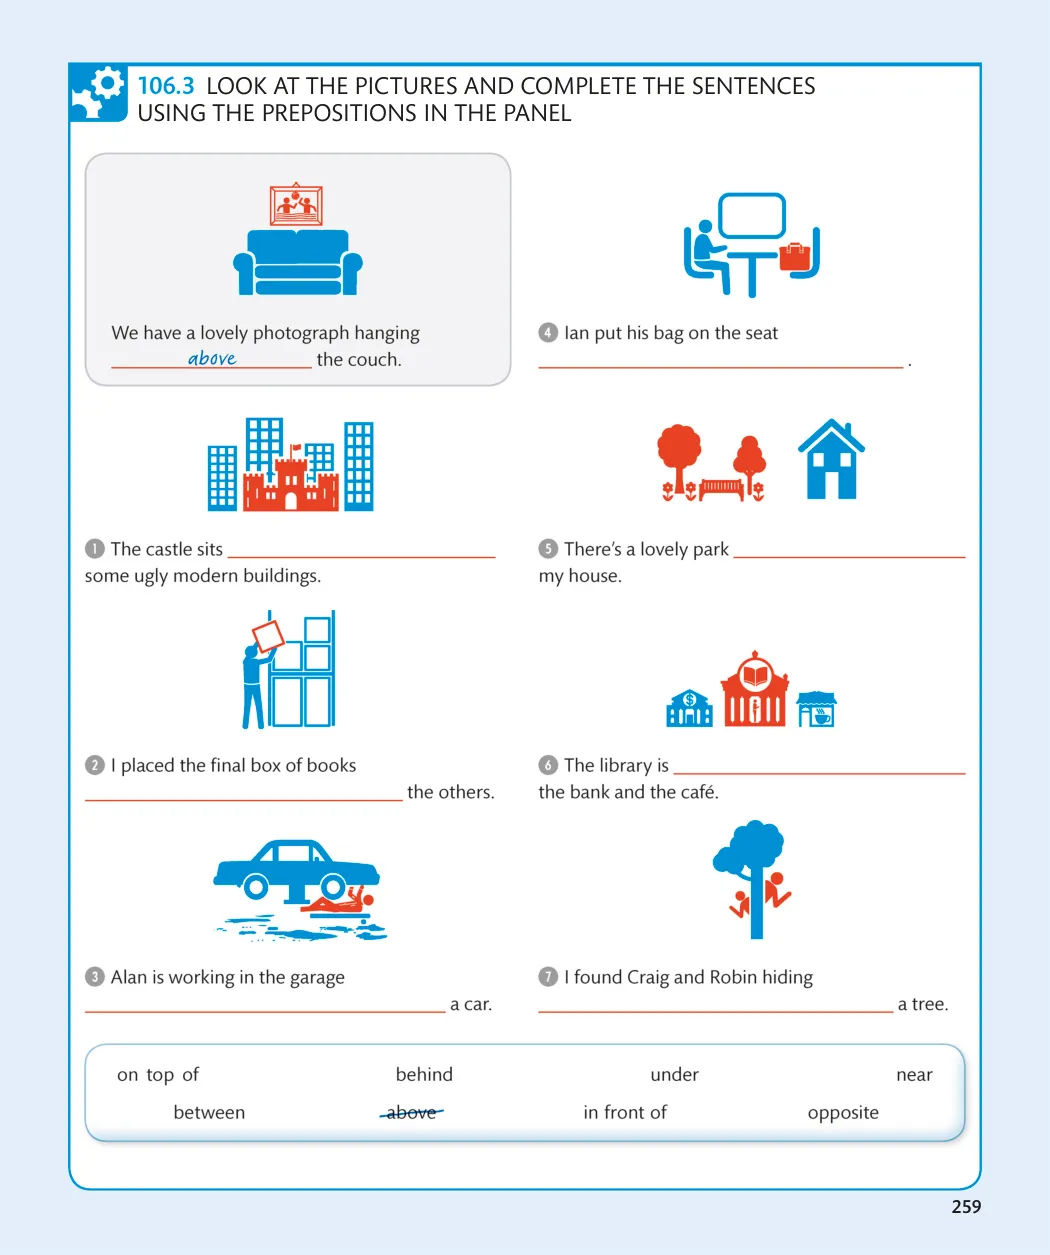 106.3 LOOK AT THE PICTURES AND COMPLETE THE SENTENCES
USING THE PREPOSITIONS IN THE PANEL
We have a lovely photograph hanging
above the couch.
1 The castle sits
some ugly modern buildings.
2 I placed the final box of books
the others.
3 Alan is working in the garage
a car.
4 Ian put his bag on the seat
.
5 There’s a lovely park
my house.
$
6 The library is
the bank and the café.
7 I found Craig and Robin hiding
a tree.
on top of behind under near
between above in front of opposite
259